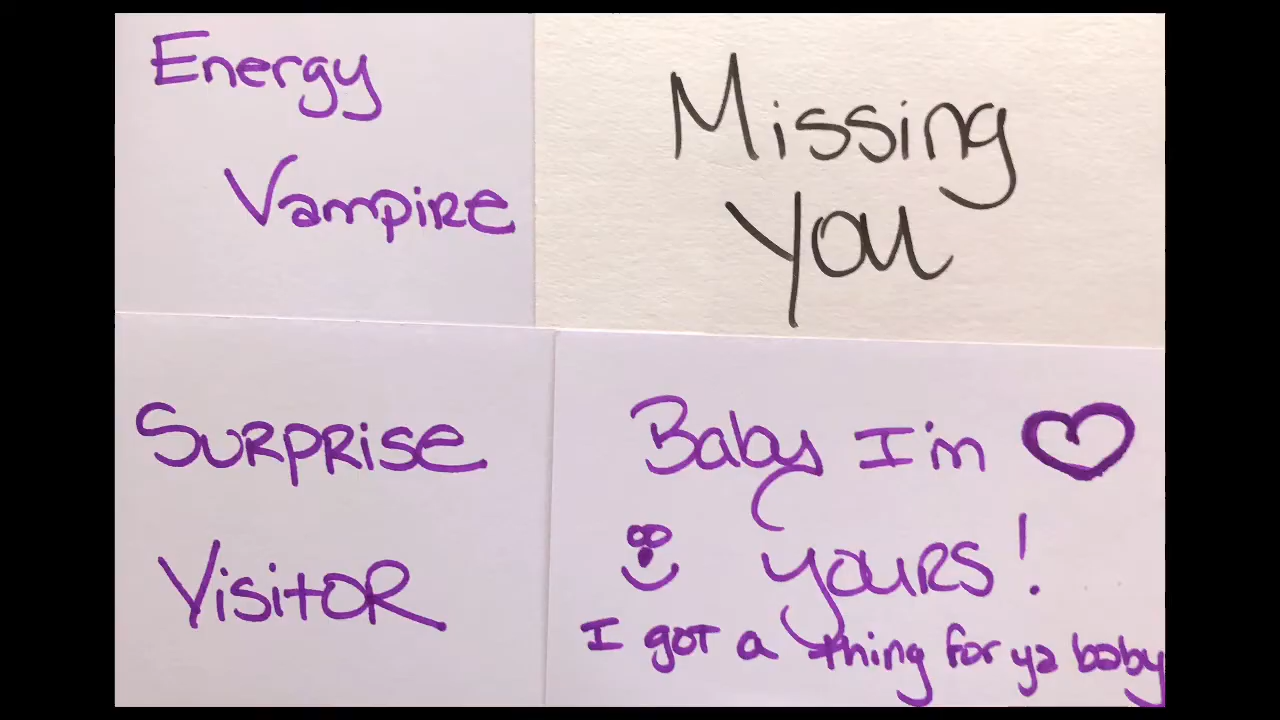 Energy
Vampire
Missing
You
Surprise
Visitor
Baby I'm
yours!
I got a thing for ya baby